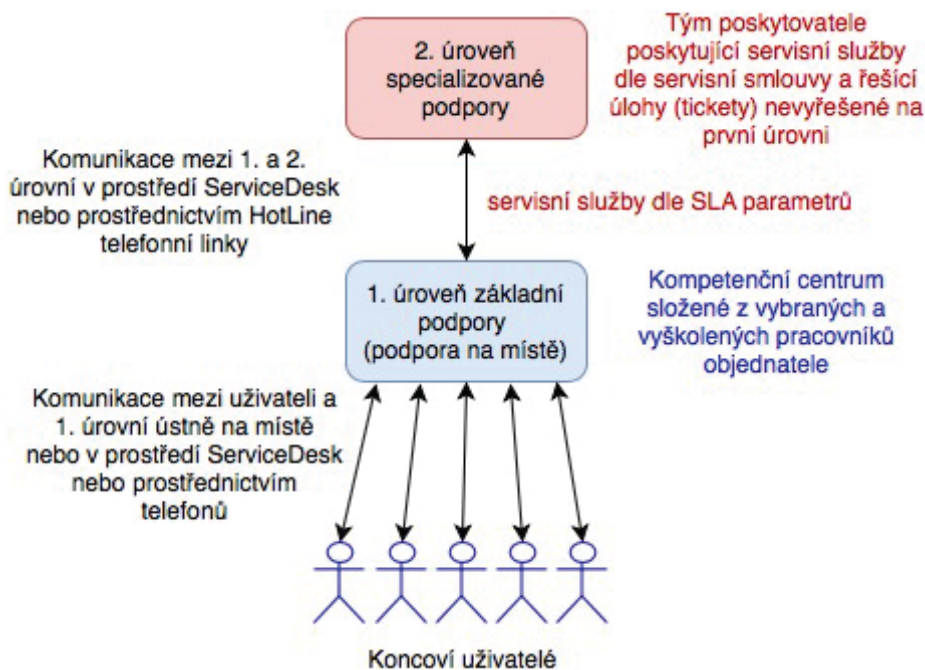 2. úroveň
specializované
podpory
Tým poskytovatele
poskytující servisní služby
dle servisní smlouvy a řešící
úlohy (tickety) nevyřešené na
první úrovni
Komunikace mezi 1. a 2.
úrovní v prostředí ServiceDesk
nebo prostřednictvím HotLine
telefonní linky
servisní služby dle SLA parametrů
1. úroveň základní
podpory
(podpora na místě)
Kompetenční centrum
složené z vybraných a
vyškolených pracovníků
objednatele
Komunikace mezi uživateli a
1. úrovní ústně na místě
nebo v prostředí ServiceDesk
nebo prostřednictvím
telefonů
Koncoví uživatelé